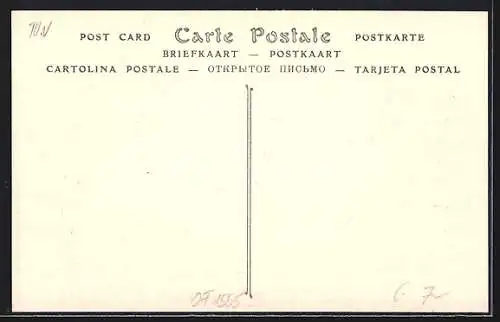 POST CARD Carte Postale POSTKARTE
BRIEFKAART — POSTKAART
CARTOLINA POSTALE — ОТКРЫТОЕ ПИСЬМО — TARJETA POSTAL